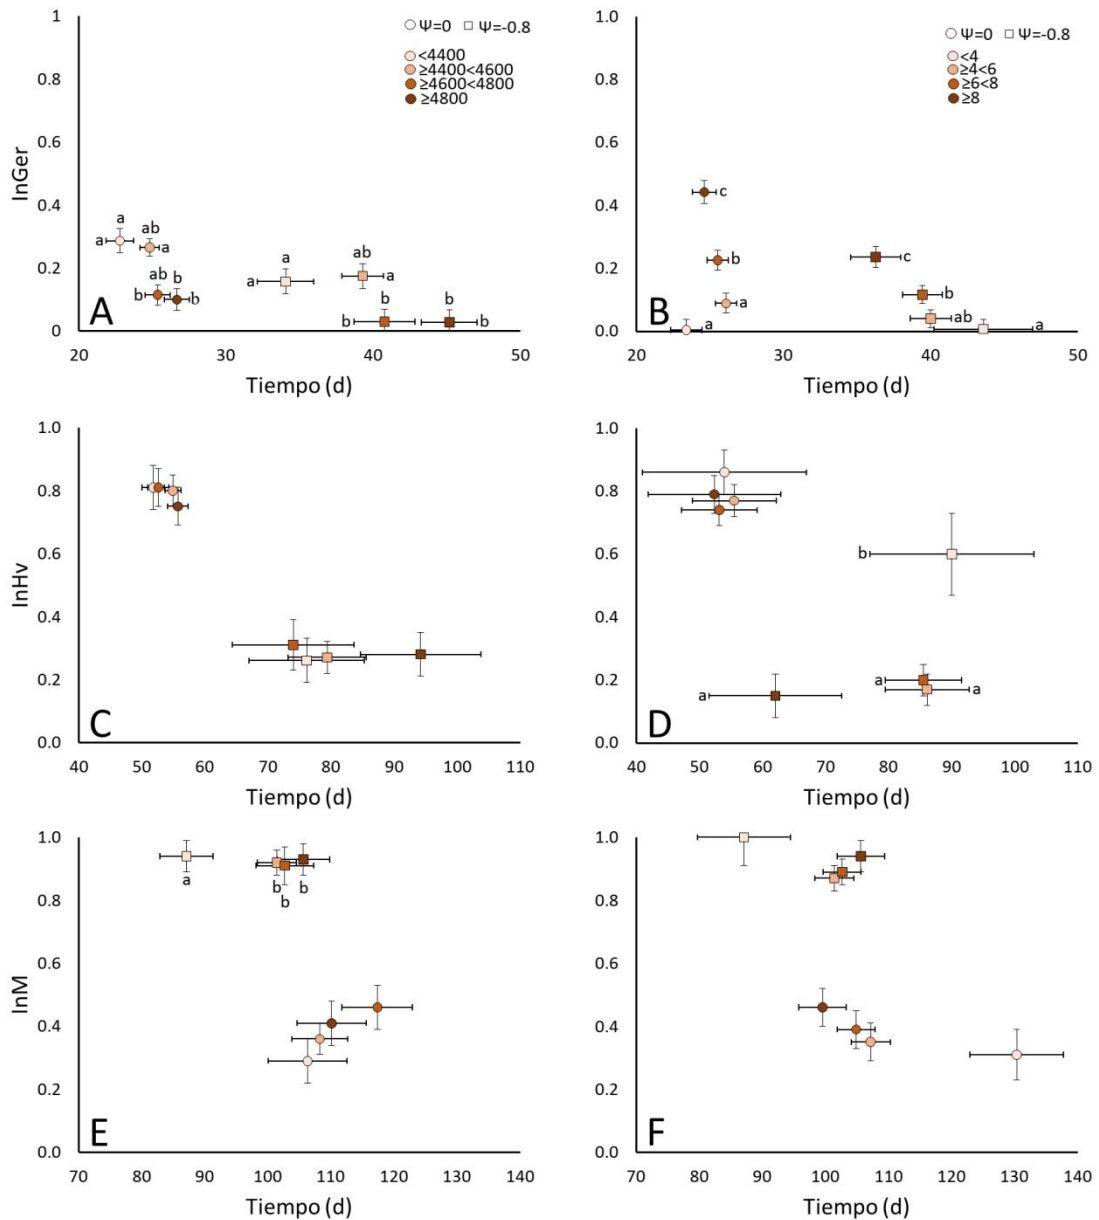 1
0.8
0.6
0.4
0.2
0
InGer
Ψ=0 Ψ=-0.8
<4400
≥4400<4600
≥4600<4800
≥4800
a
a
ab
a
ab
b
b
b
a
a
ab
a
b
b
b
b
A
20 30 40 50
Tiempo (d)
1.0
0.8
0.6
0.4
0.2
0.0
Ψ=0 Ψ=-0.8
<4
≥4<6
≥6<8
≥8
c
b
a
a
c
b
ab
a
B
20 30 40 50
Tiempo (d)
1.0
0.8
0.6
0.4
0.2
0.0
InHv
C
40 50 60 70 80 90 100 110
Tiempo (d)
1.0
0.8
0.6
0.4
0.2
0.0
b
a
a
a
D
40 50 60 70 80 90 100 110
Tiempo (d)
1.0
0.8
0.6
0.4
0.2
0.0
InM
a
b
b
b
E
70 80 90 100 110 120 130 140
Tiempo (d)
1.0
0.8
0.6
0.4
0.2
0.0
F
70 80 90 100 110 120 130 140
Tiempo (d)